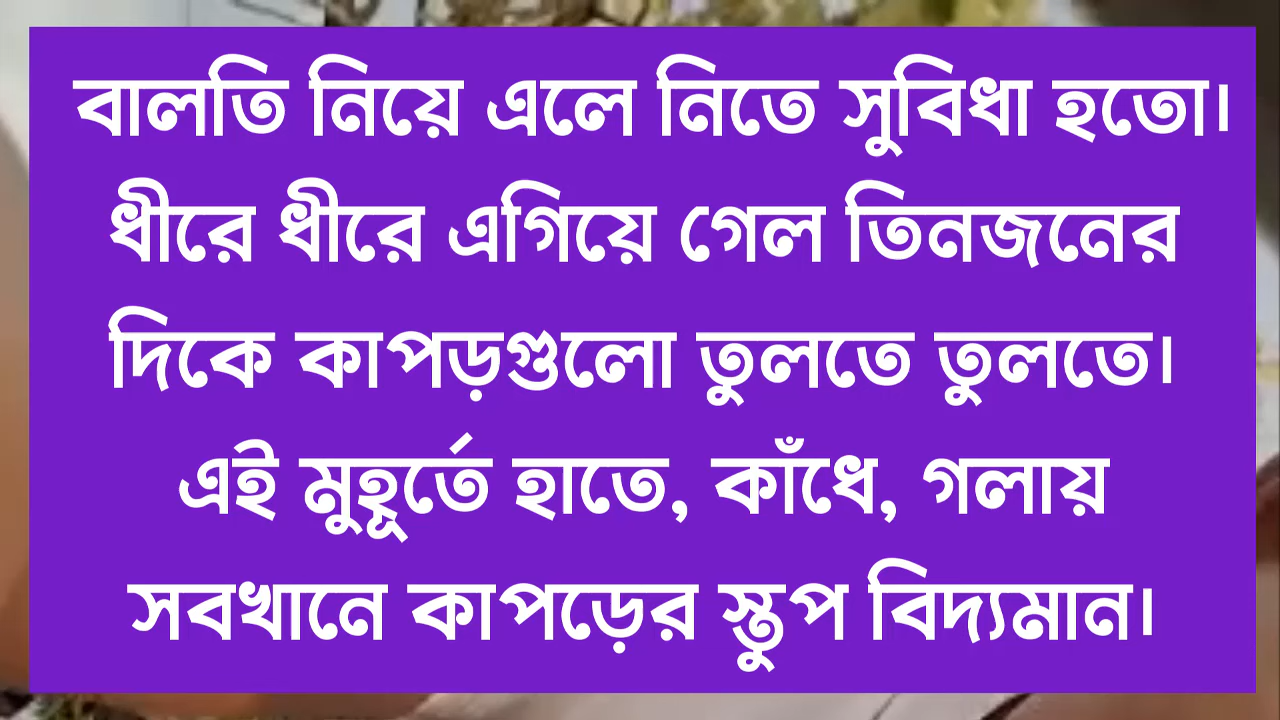 বালতি নিয়ে এলে নিতে সুবিধা হতো।
ধীরে ধীরে এগিয়ে গেল তিনজনের
দিকে কাপড়গুলো তুলতে তুলতে।
এই মুহূর্তে হাতে, কাঁধে, গলায়
সবখানে কাপড়ের স্তুপ বিদ্যমান।